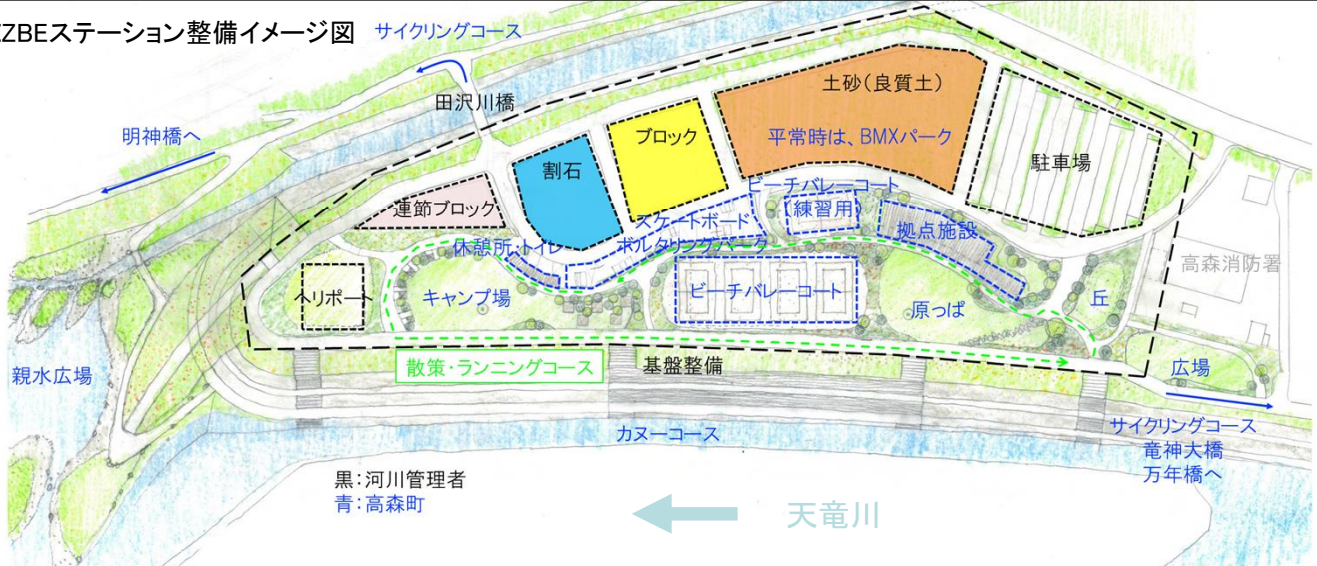 ZBEステーション整備イメージ図
サイクリングコース
田沢川橋
明神橋へ
土砂(良質土)
平常時は、BMXパーク
ブロック
割石
駐車場
連節ブロック
ビーチバレーコート
練習用
スケートボード
ボルタリングパーク
拠点施設
休憩所・トイレ
高森消防署
ヘリポート
キャンプ場
ビーチバレーコート
原っぱ
丘
親水広場
散策・ランニングコース
基盤整備
広場
カヌーコース
サイクリングコース
竜神大橋
万年橋へ
黒:河川管理者
青:高森町
天竜川